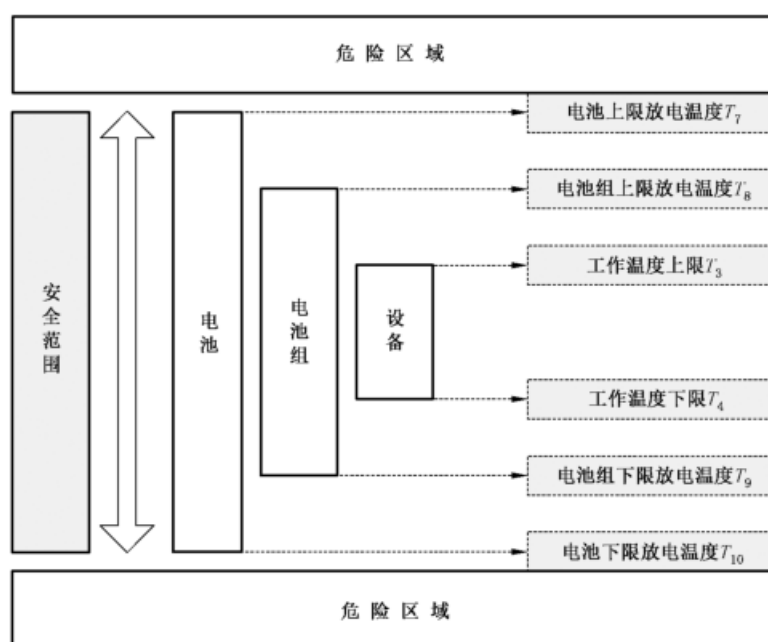 危险区域
电池上限放电温度T7
电池组上限放电温度T8
工作温度上限T3
安全范围
电池
电池组
设备
工作温度下限T4
电池组下限放电温度T9
电池下限放电温度T10
危险区域